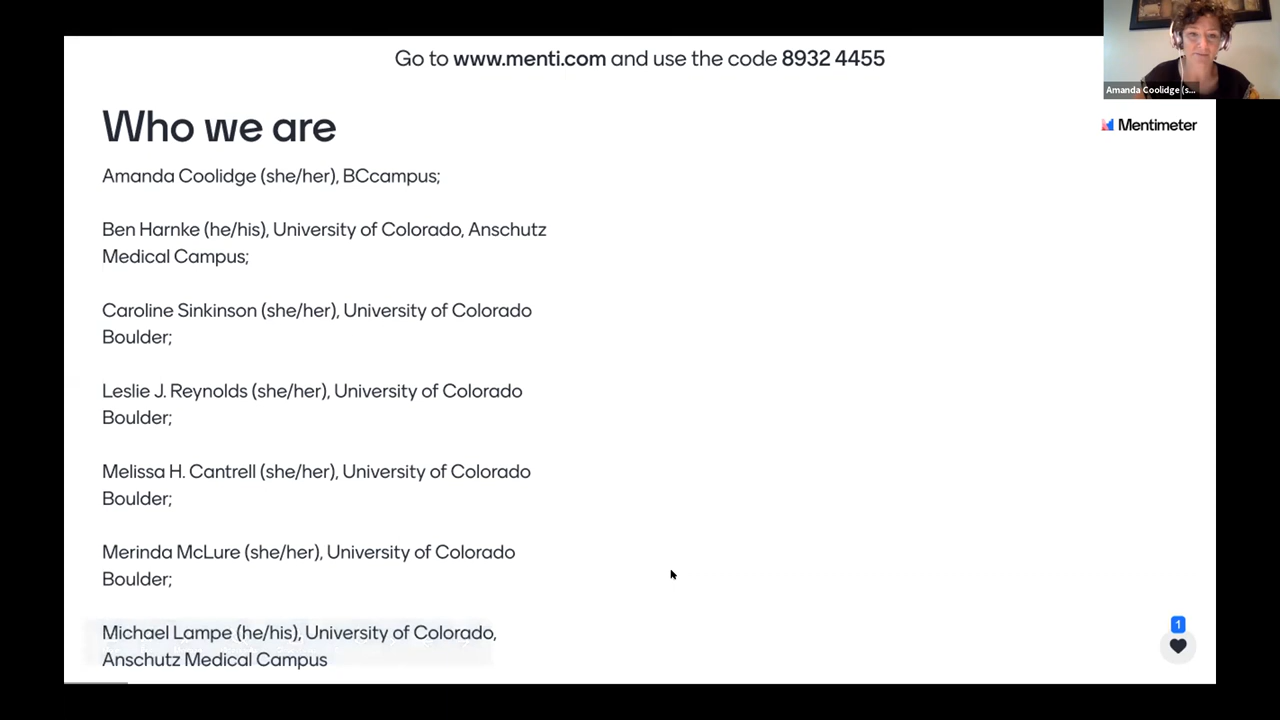 Go to www.menti.com and use the code 8932 4455
Amanda Coolidge (s...
Mentimeter
Who we are
Amanda Coolidge (she/her), BCcampus;
Ben Harnke (he/his), University of Colorado, Anschutz
Medical Campus;
Caroline Sinkinson (she/her), University of Colorado
Boulder;
Leslie J. Reynolds (she/her), University of Colorado
Boulder;
Melissa H. Cantrell (she/her), University of Colorado
Boulder;
Merinda McLure (she/her), University of Colorado
Boulder;
Michael Lampe (he/his), University of Colorado,
Anschutz Medical Campus
1